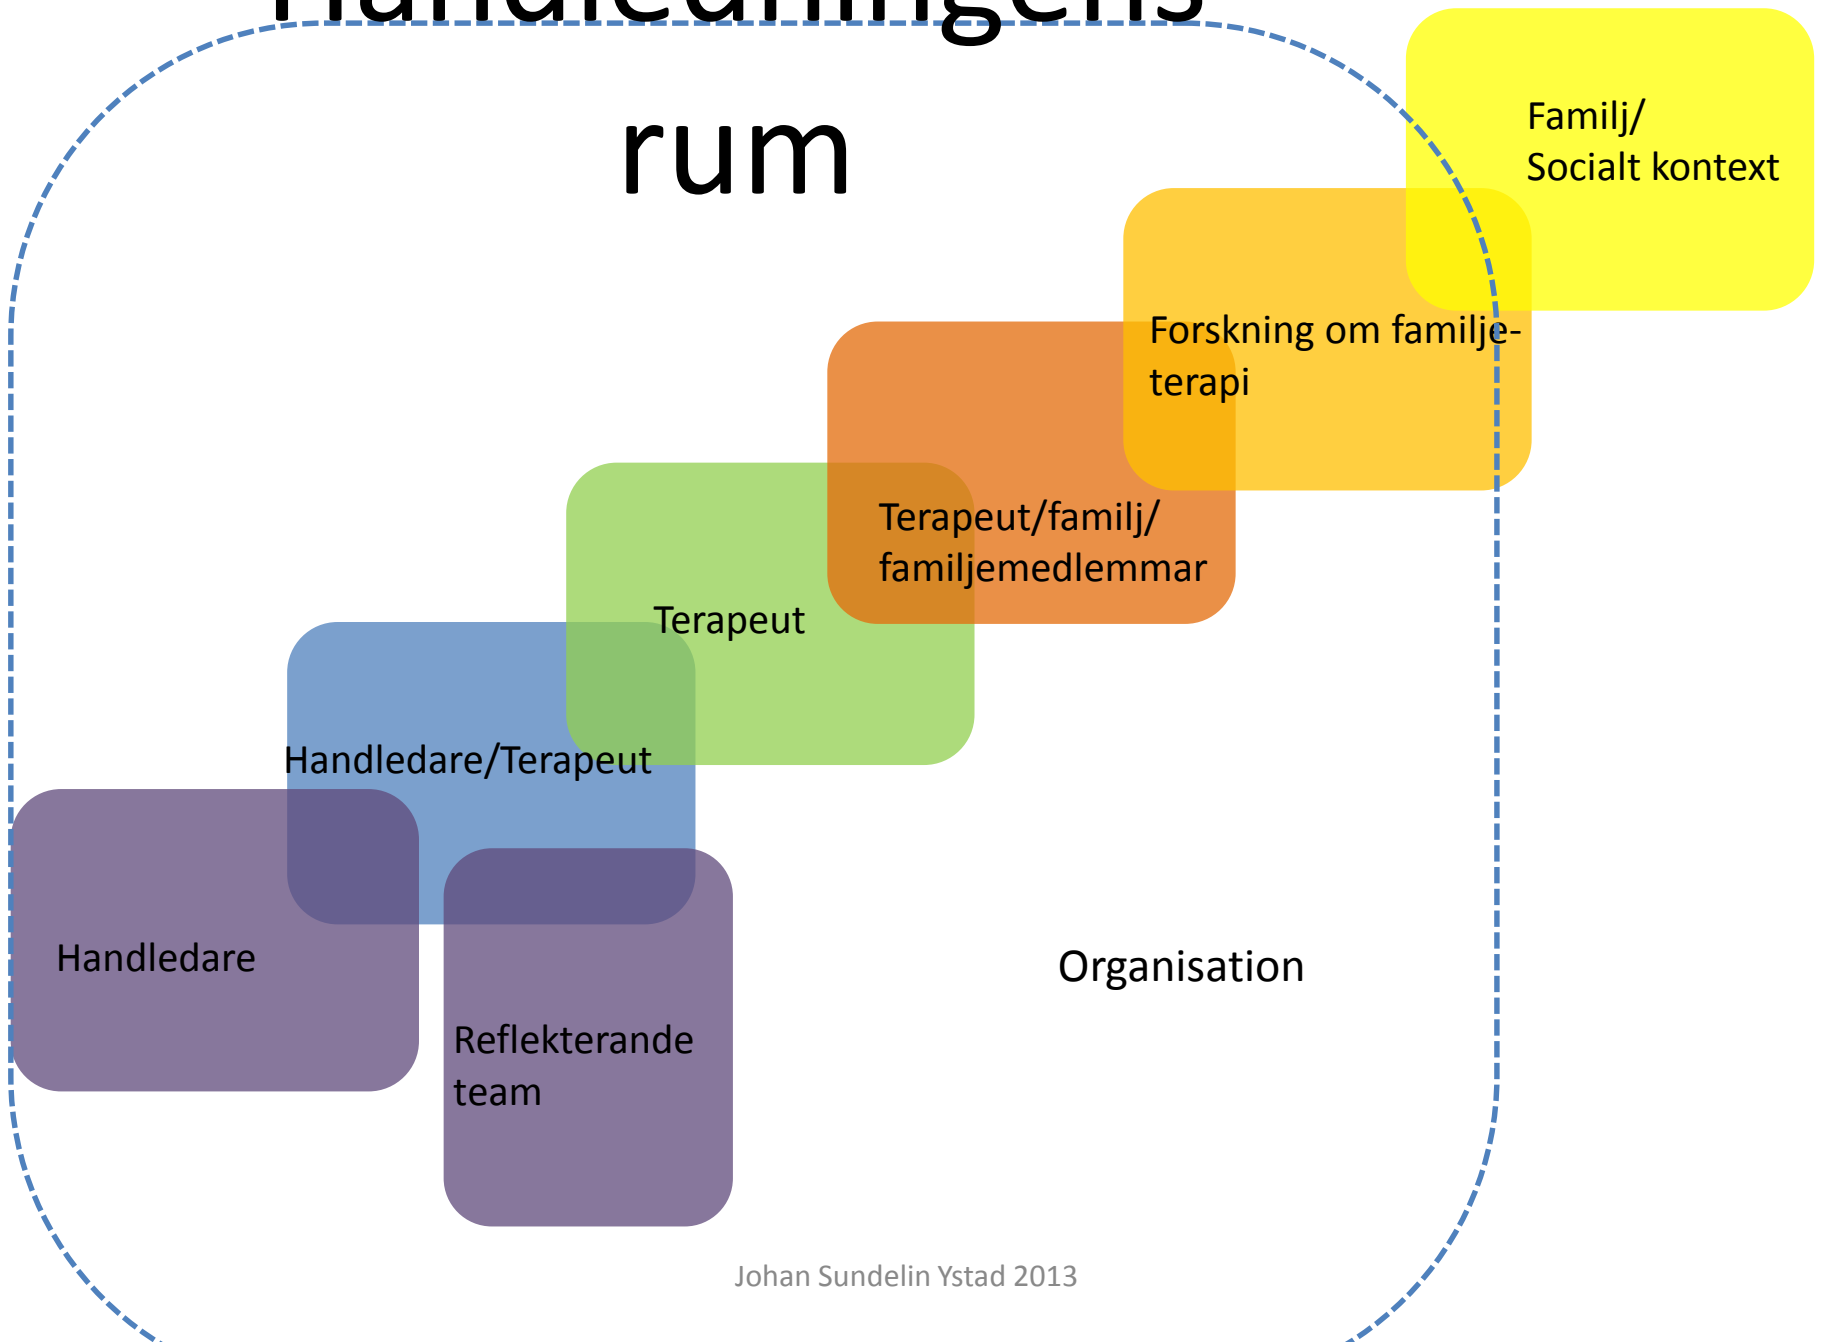 Handledningens
rum
Familj/
Socialt kontext
Forskning om familje-
terapi
Terapeut/familj/
familjemedlemmar
Terapeut
Handledare/Terapeut
Handledare
Organisation
Reflekterande
team
Johan Sundelin Ystad 2013